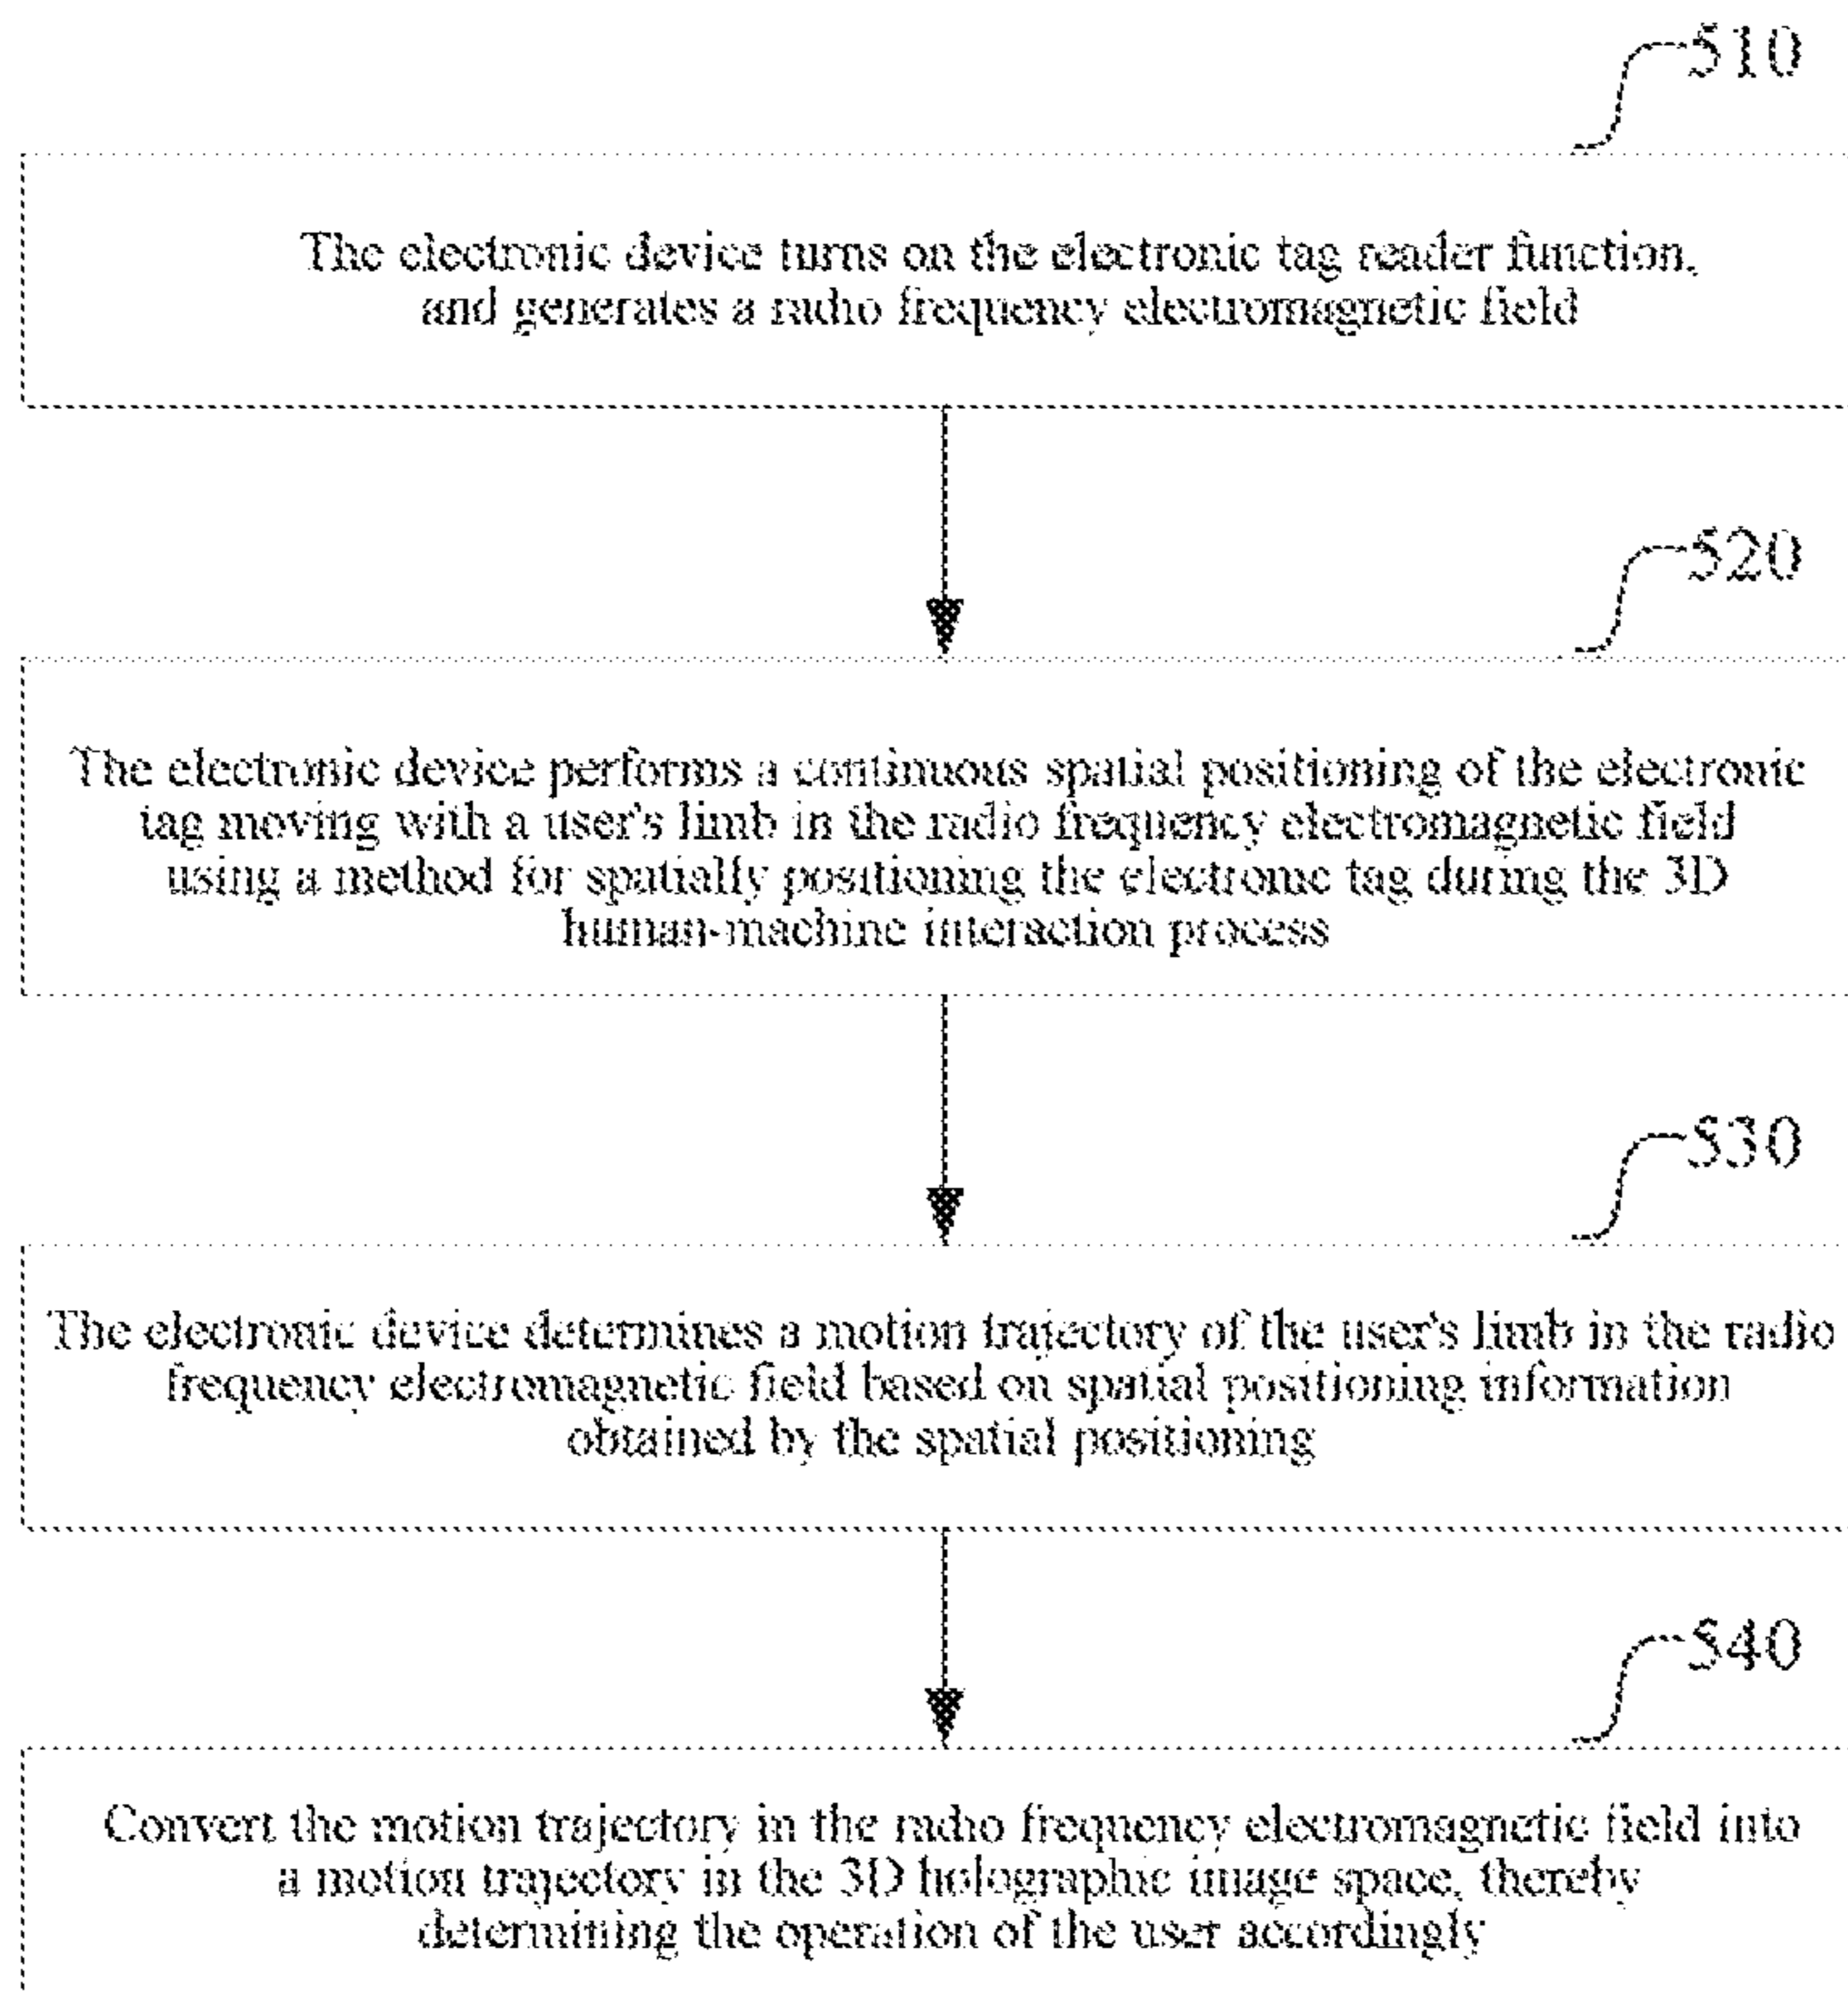 510
The electronic device turns on the electronic tag reader function,
and generates a radio frequency electromagnetic field
520
The electronic device performs a continuous spatial positioning of the electronic
tag moving with a user's limb in the radio frequency electromagnetic field
using a method for spatially positioning the electronic tag during the 3D
human-machine interaction process
530
The electronic device determines a motion trajectory of the user's limb in the radio
frequency electromagnetic field based on spatial positioning information
obtained by the spatial positioning
540
Convert the motion trajectory in the radio frequency electromagnetic field into
a motion trajectory in the 3D holographic image space, thereby
determining the operation of the user accordingly